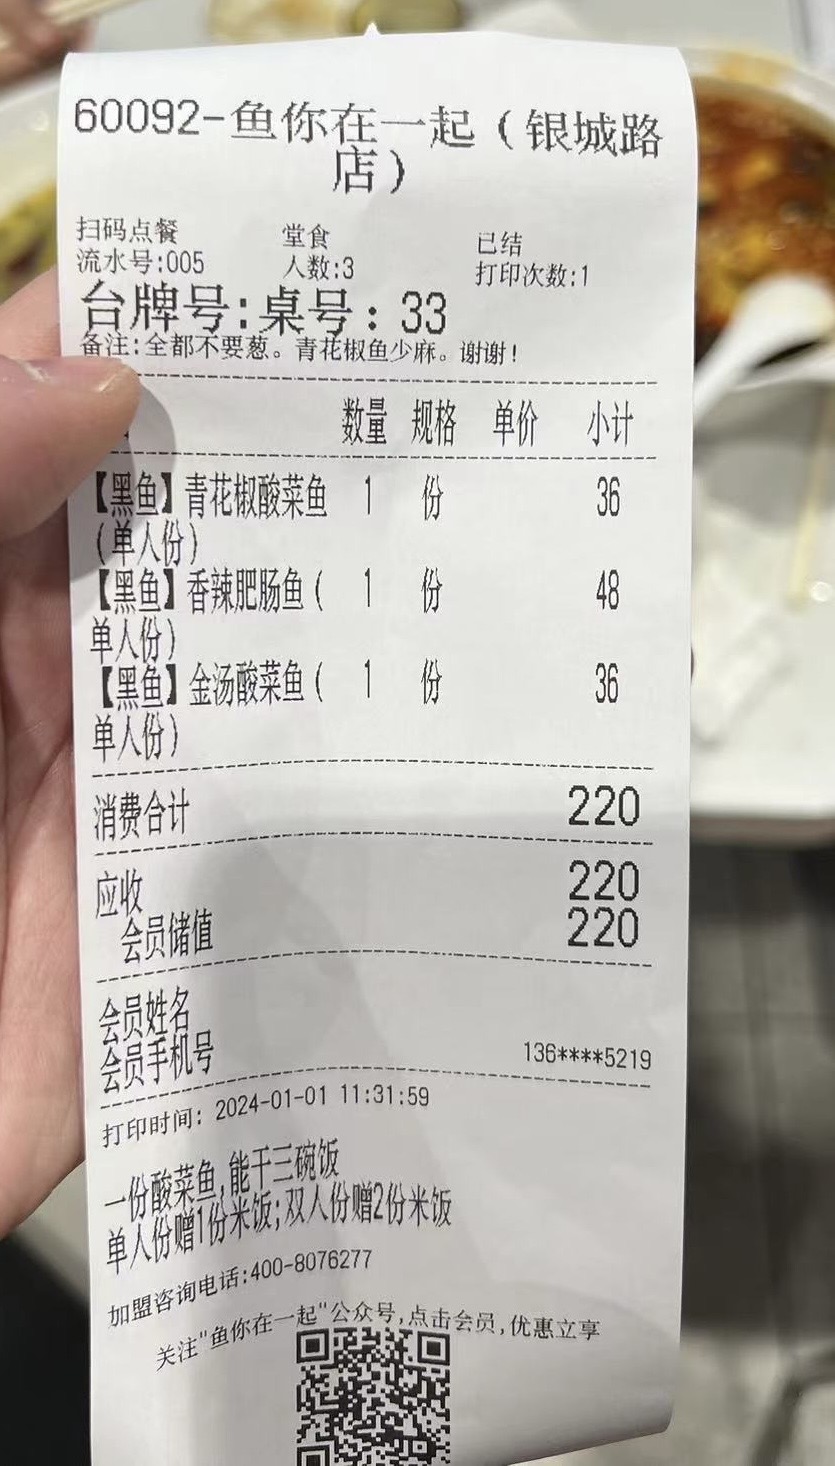 60092-鱼你在一起(银城路
店)
扫码点餐 堂食 已结
流水号:005 人数:3 打印次数:1
台牌号:桌号:33
备注:全都不要葱。青花椒鱼少麻。谢谢!
数量 规格 单价 小计
【黑鱼】青花椒酸菜鱼 1 份 36
(单人份)
【黑鱼】香辣肥肠鱼( 1 份 48
单人份)
【黑鱼】金汤酸菜鱼( 1 份 36
单人份)
消费合计 220
应收 220
会员储值 220
会员姓名
会员手机号 136****5219
打印时间: 2024-01-01 11:31:59
一份酸菜鱼,能干三碗饭
单人份赠1份米饭;双人份赠2份米饭
加盟咨询电话:400-8076277
关注"鱼你在一起"公众号,点击会员,优惠立享